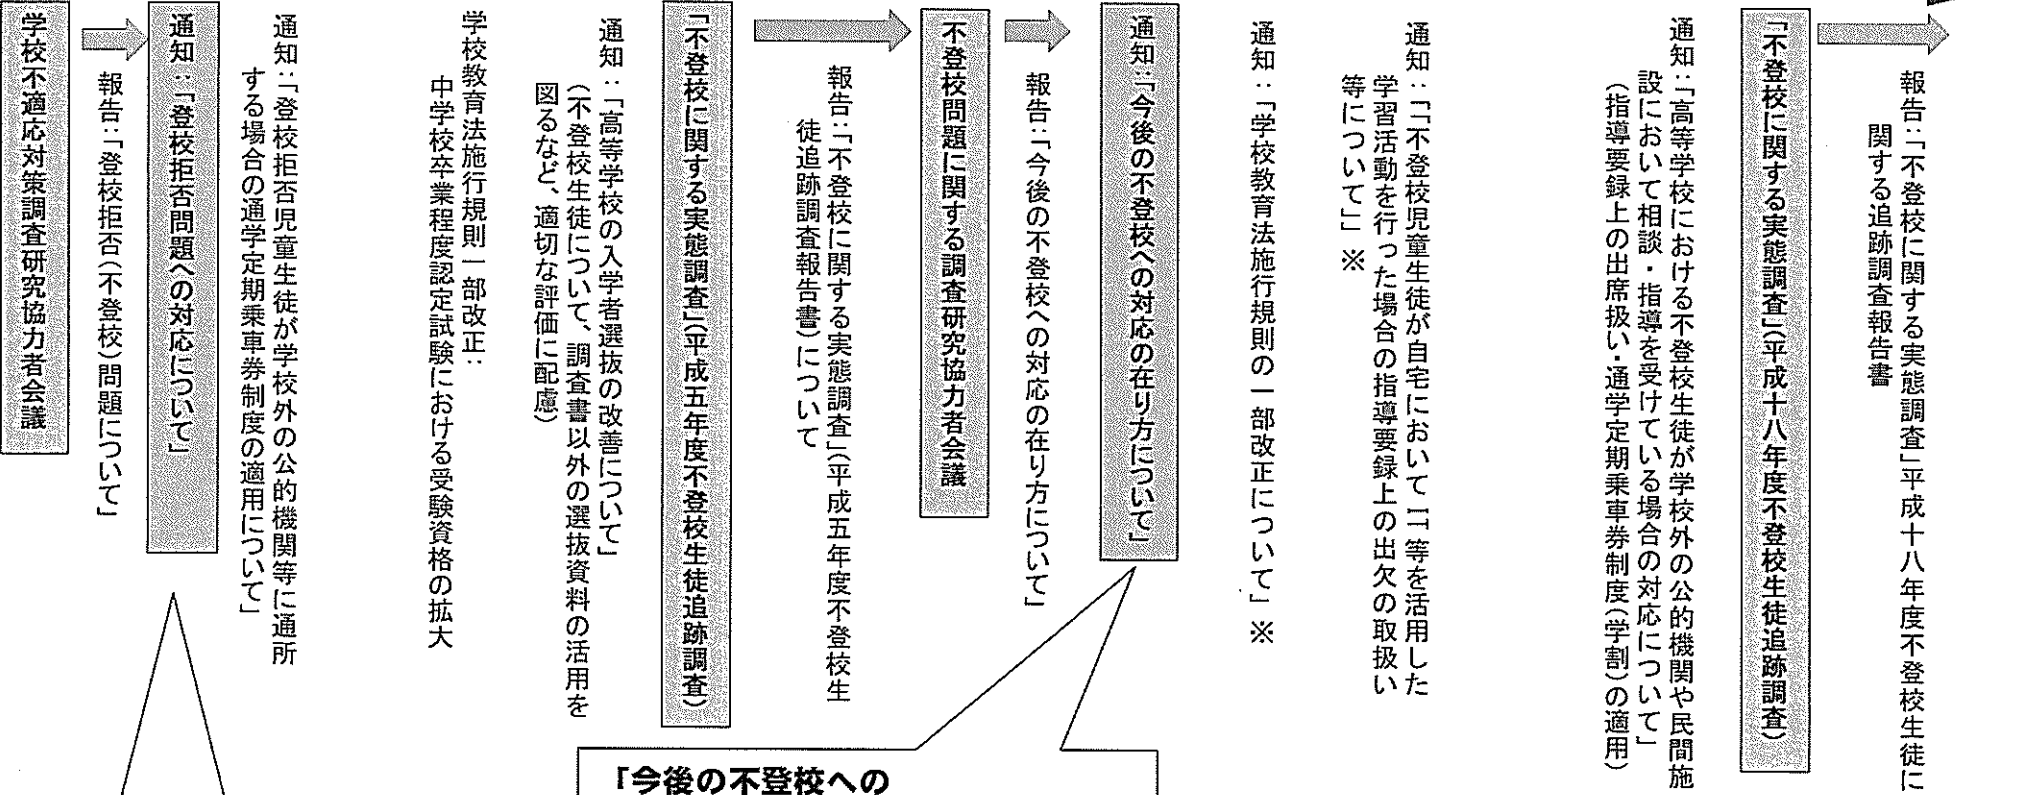 報告：「不登校に関する実態調査」平成十八年度不登校生徒に
関する追跡調査報告書
「不登校に関する実態調査」（平成十八年度不登校生徒追跡調査）
通知：「高等学校における不登校生徒が学校外の公的機関や民間施
設において相談・指導を受けている場合の対応について」
（指導要録上の出席扱い・通学定期乗車券制度（学割）の適用）
通知：「「不登校児童生徒が自宅においてＩＴ等を活用した
学習活動を行った場合の指導要録上の出欠の取扱い
等について」※
通知：「学校教育法施行規則の一部改正について」※
通知：「今後の不登校への対応の在り方について」
報告：「今後の不登校への対応の在り方について」
不登校問題に関する調査研究協力者会議
報告：「不登校に関する実態調査」（平成五年度不登校生
徒追跡調査報告書）について
「不登校に関する実態調査」（平成五年度不登校生徒追跡調査）
通知：「高等学校の入学者選抜の改善について」
（不登校生徒について、調査書以外の選抜資料の活用を
図るなど、適切な評価に配慮）
学校教育法施行規則一部改正：
中学校卒業程度認定試験における受験資格の拡大
通知：「登校拒否児童生徒が学校外の公的機関等に通所
する場合の通学定期乗車券制度の適用について」
通知：「登校拒否問題への対応について」
報告：「登校拒否（不登校）問題について」
学校不適応対策調査研究協力者会議
「今後の不登校への